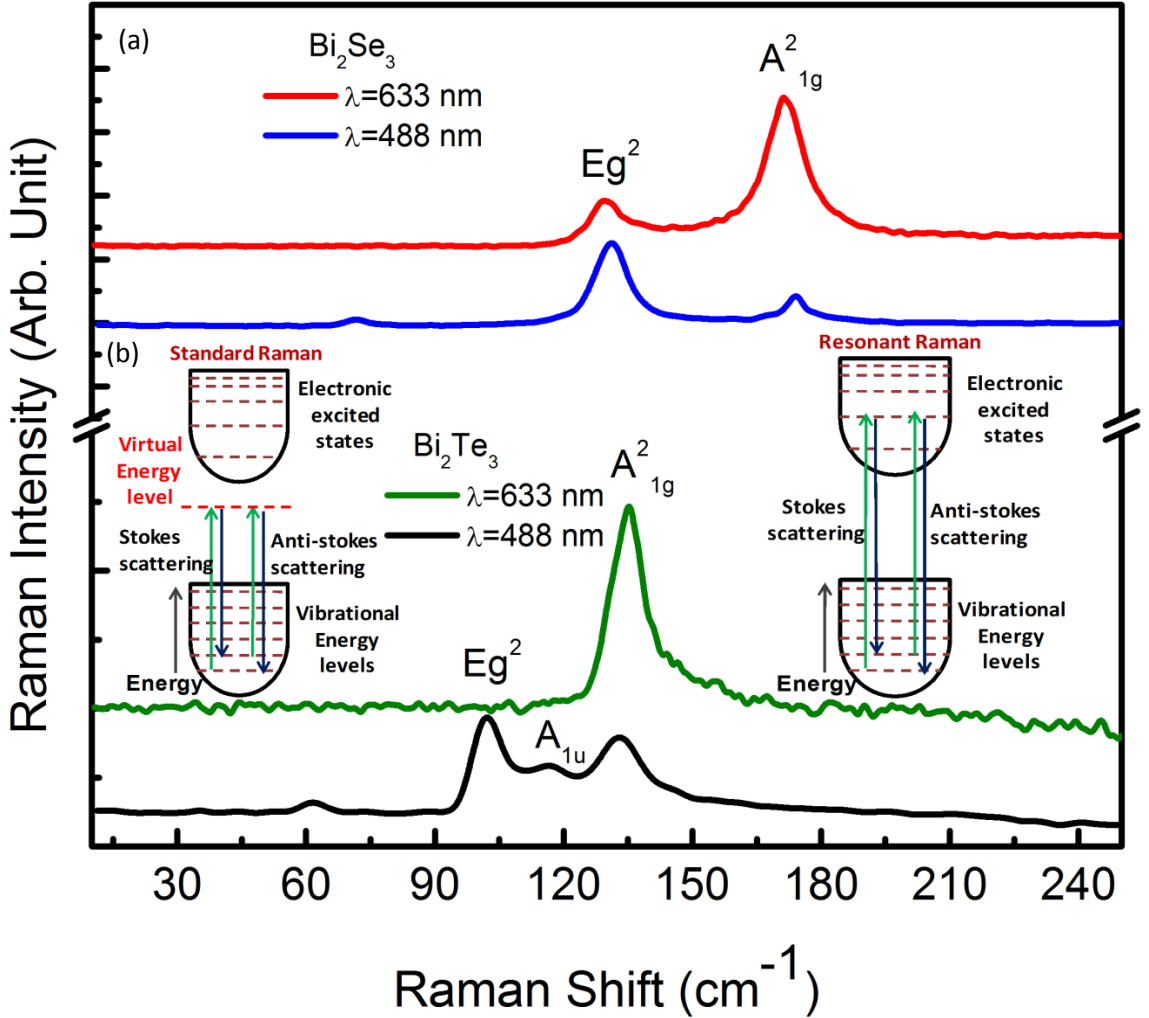 (a)
Bi₂Se₃
λ=633 nm
λ=488 nm
Eg²
A²₁g
(b)
Standard Raman
Electronic
excited
states
Virtual
Energy
level
Stokes
scattering
Anti-stokes
scattering
Vibrational
Energy
levels
Energy
Bi₂Te₃
λ=633 nm
λ=488 nm
Eg²
A₁ᵤ
A²₁g
Resonant Raman
Electronic
excited
states
Stokes
scattering
Anti-stokes
scattering
Vibrational
Energy
levels
Energy
Raman Intensity (Arb. Unit)
30 60 90 120 150 180 210 240
Raman Shift (cm⁻¹)